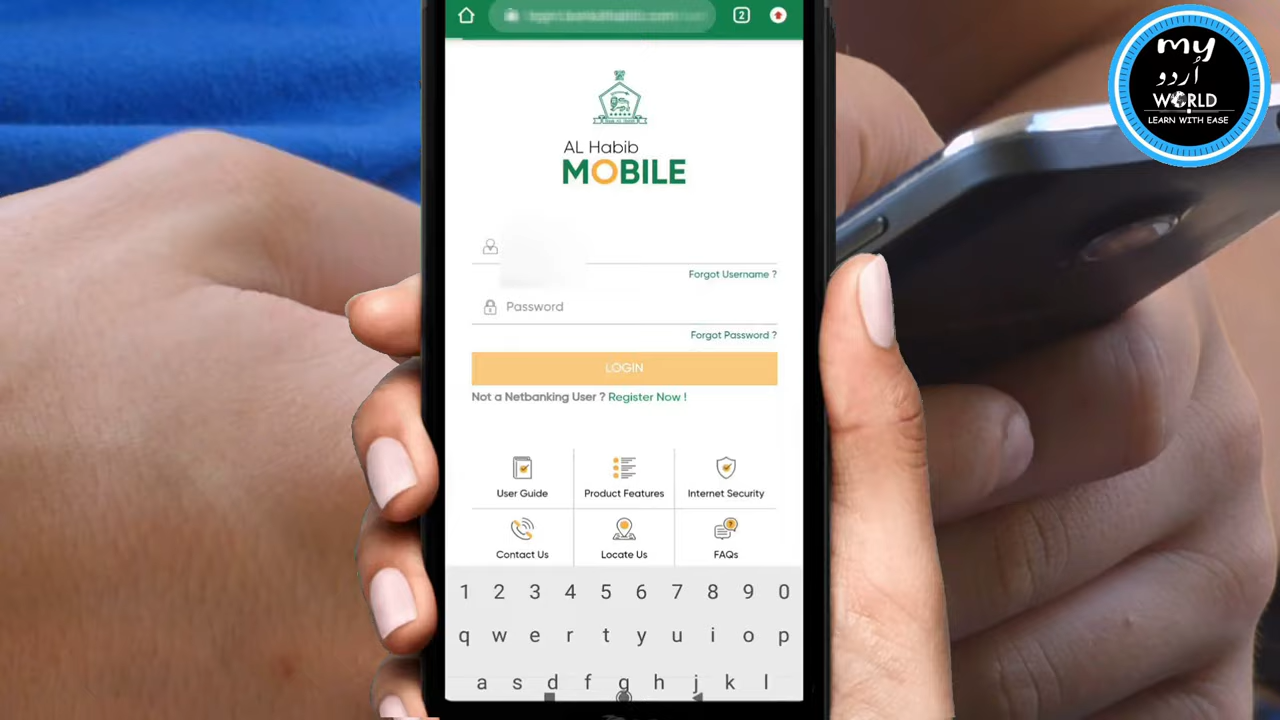 2
my
اُردو
WORLD
LEARN WITH EASE
AL Habib
MOBILE
Forgot Username ?
Password
Forgot Password ?
LOGIN
Not a Netbanking User ? Register Now !
User Guide
Product Features
Internet Security
Contact Us
Locate Us
FAQs
1 2 3 4 5 6 7 8 9 0
q w e r t y u i o p
a s d f g h j k l